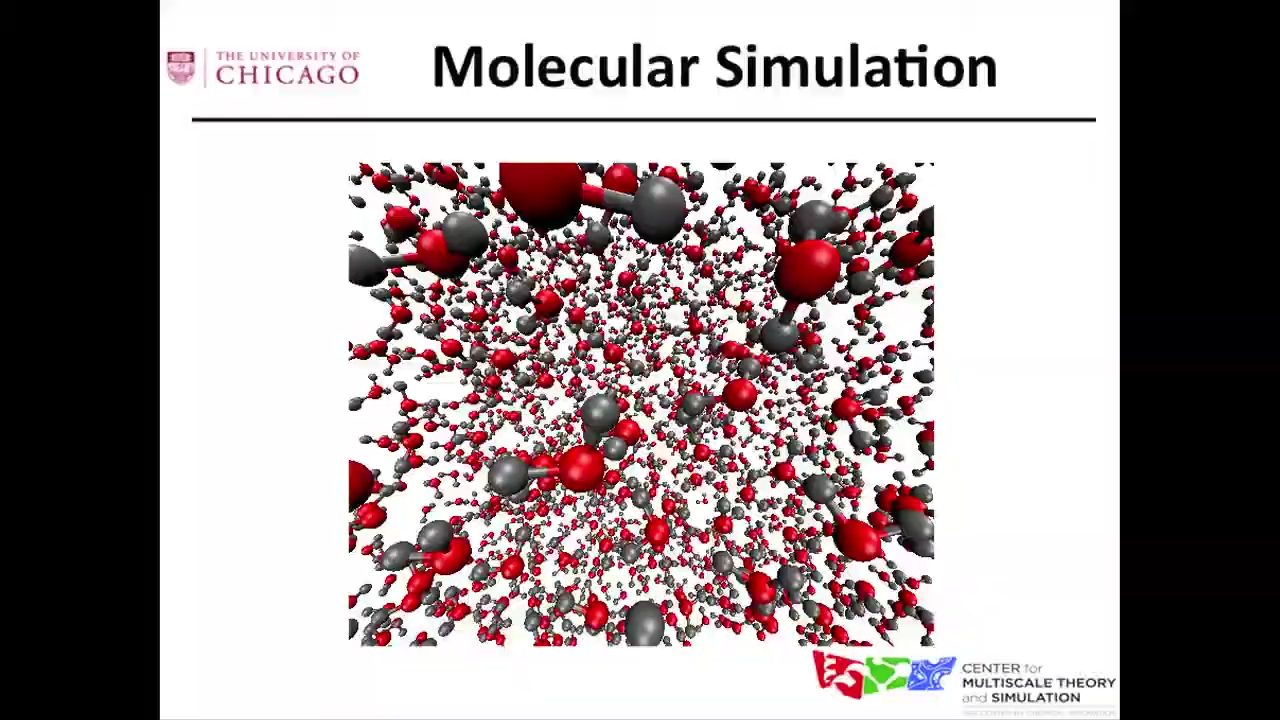 THE UNIVERSITY OF
CHICAGO
Molecular Simulation
CENTER for
MULTISCALE THEORY
and SIMULATION